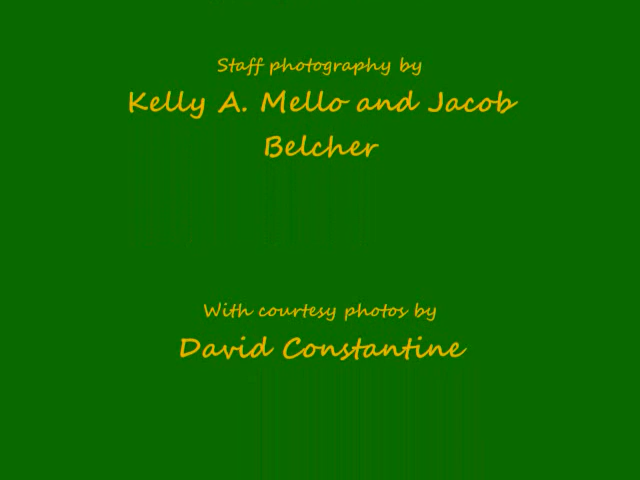 Staff photography by
Kelly A. Mello and Jacob
Belcher
With courtesy photos by
David Constantine